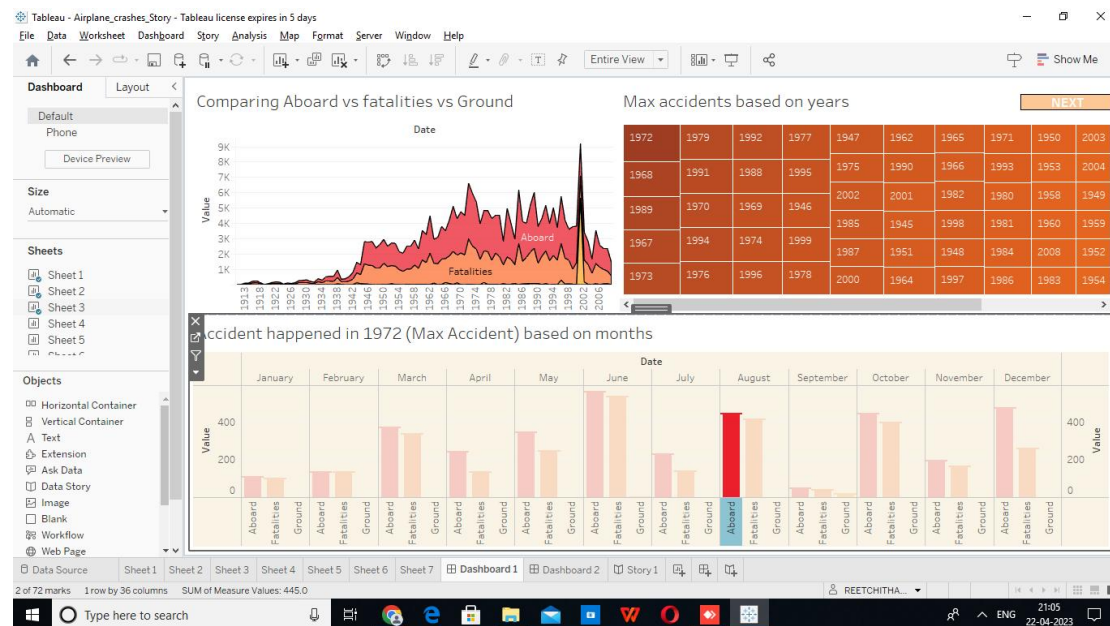 Tableau - Airplane_crashes_Story - Tableau license expires in 5 days
File Data Worksheet Dashboard Story Analysis Map Format Server Window Help
Entire View
Show Me
Dashboard Layout
Default
Phone
Device Preview
Size
Automatic
Sheets
Sheet 1
Sheet 2
Sheet 3
Sheet 4
Sheet 5
Objects
Horizontal Container
Vertical Container
A Text
Extension
Ask Data
Data Story
Image
Blank
Workflow
Web Page
Comparing Aboard vs fatalities vs Ground
Date
9K
8K
7K
6K
5K
4K
3K
2K
1K
Value
Aboard
Fatalities
1913 1918 1922 1926 1930 1934 1938 1942 1946 1950 1954 1958 1962 1966 1970 1974 1978 1982 1986 1990 1994 1998 2002 2006
Max accidents based on years
NEXT
1972 1979 1992 1977 1947 1962 1965 1971 1950 2003
1968 1991 1988 1995 1975 1990 1966 1993 1953 2004
1989 1970 1969 1946 2002 2001 1982 1980 1958 1949
1967 1994 1974 1999 1985 1945 1998 1981 1960 1959
1973 1976 1996 1978 1987 1951 1948 1984 2008 1952
2000 1964 1997 1986 1983 1954
ccident happened in 1972 (Max Accident) based on months
Date
January February March April May June July August September October November December
Value
400
200
0
400
200
0
Value
Aboard Fatalities Ground Aboard Fatalities Ground Aboard Fatalities Ground Aboard Fatalities Ground Aboard Fatalities Ground Aboard Fatalities Ground Aboard Fatalities Ground Aboard Fatalities Ground Aboard Fatalities Ground Aboard Fatalities Ground Aboard Fatalities Ground Aboard Fatalities Ground
Data Source Sheet 1 Sheet 2 Sheet 3 Sheet 4 Sheet 5 Sheet 6 Sheet 7 Dashboard 1 Dashboard 2 Story 1
2 of 72 marks 1 row by 36 columns SUM of Measure Values: 445.0
REETCHITHA...
Type here to search
ENG
21:05
22-04-2023